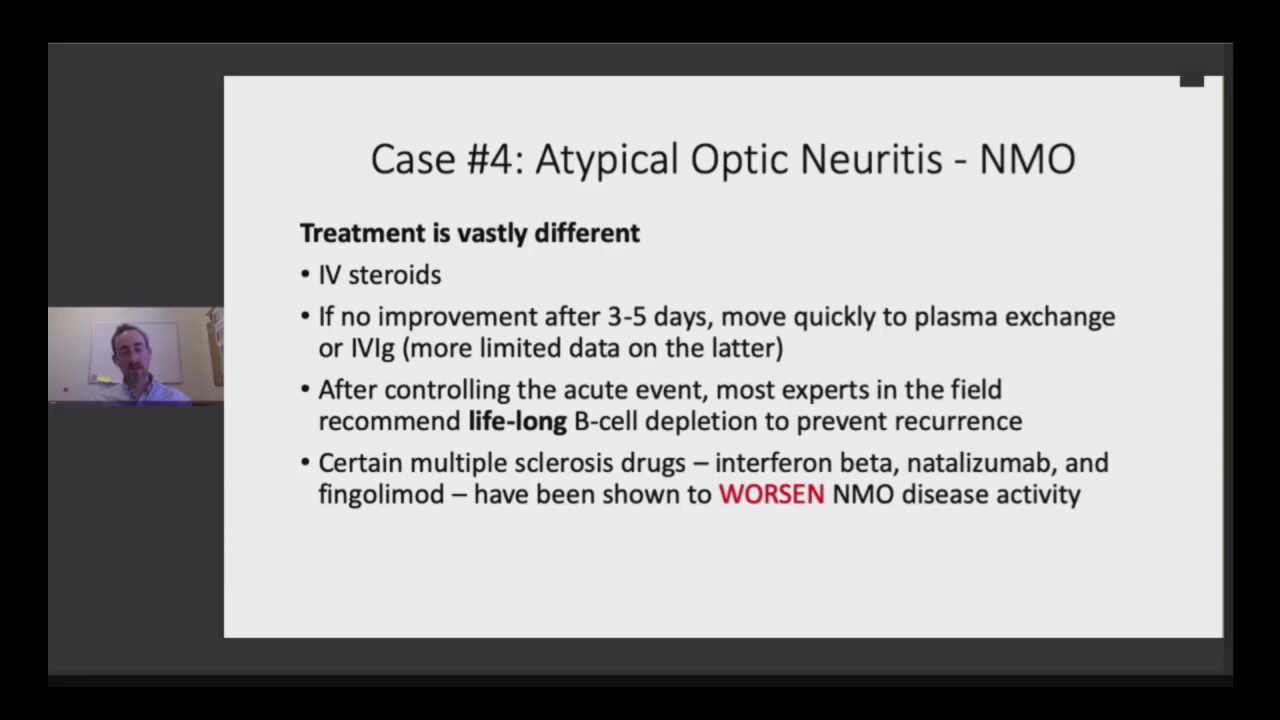 Case #4: Atypical Optic Neuritis - NMO
Treatment is vastly different
• IV steroids
• If no improvement after 3-5 days, move quickly to plasma exchange
or IVIg (more limited data on the latter)
• After controlling the acute event, most experts in the field
recommend life-long B-cell depletion to prevent recurrence
• Certain multiple sclerosis drugs – interferon beta, natalizumab, and
fingolimod – have been shown to WORSEN NMO disease activity